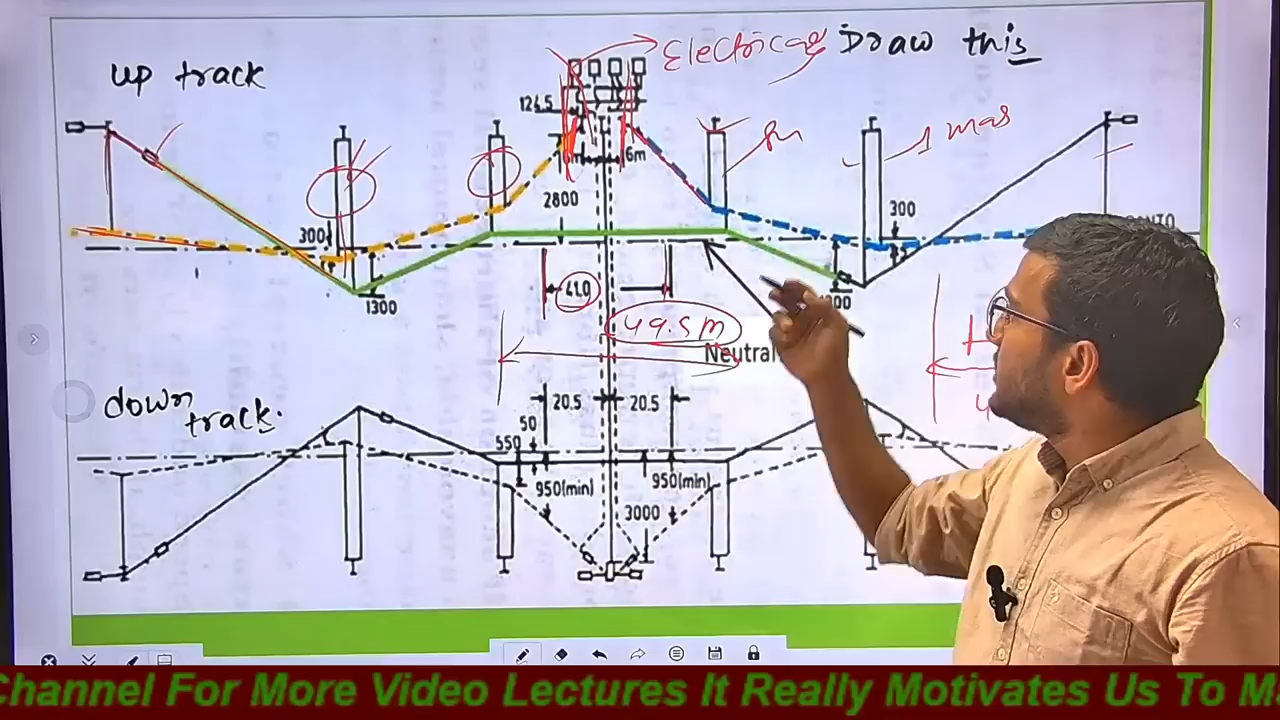 up track
Electrical Draw this
124.5
6m
1 mas
2800
300
300
1300
41.0
49.5m
Neutral
down
track.
20.5
20.5
50
550
950(min)
950(min)
3000
Channel For More Video Lectures It Really Motivates Us To M